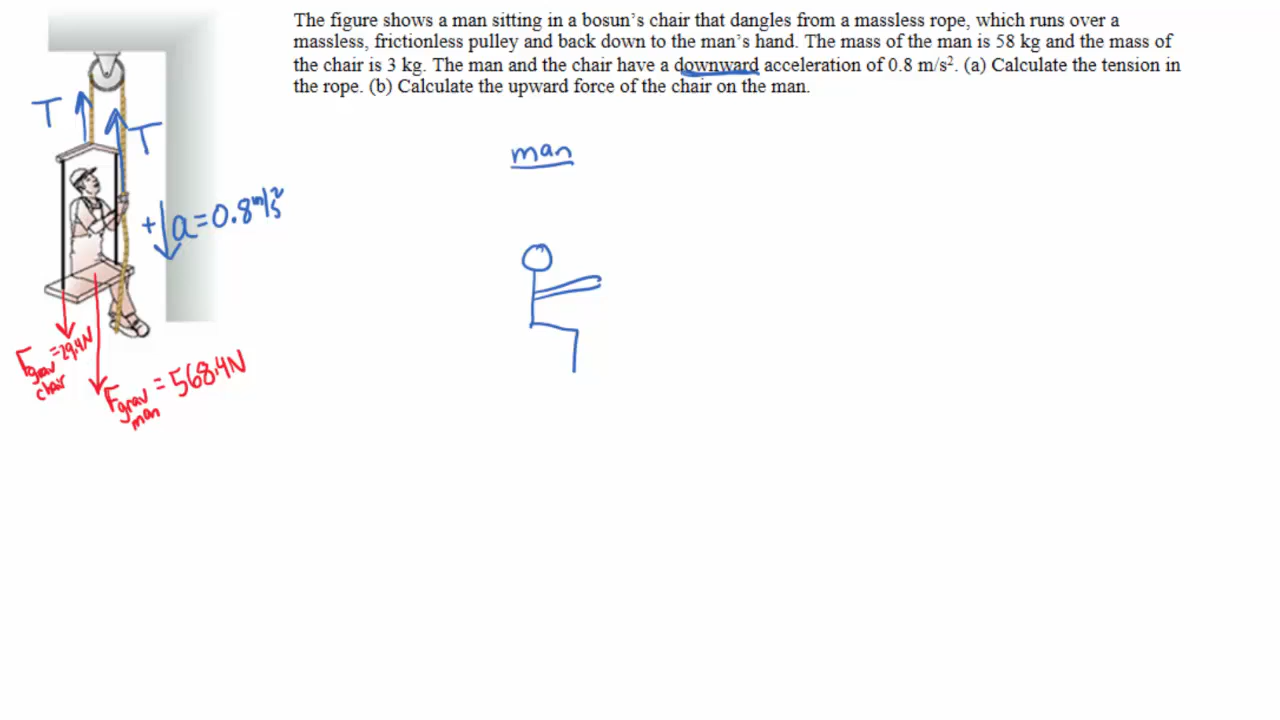 The figure shows a man sitting in a bosun's chair that dangles from a massless rope, which runs over a
massless, frictionless pulley and back down to the man's hand. The mass of the man is 58 kg and the mass of
the chair is 3 kg. The man and the chair have a downward acceleration of 0.8 m/s². (a) Calculate the tension in
the rope. (b) Calculate the upward force of the chair on the man.
T
T
man
+ a = 0.8 m/s²
Fgrav chair = 29.4N
Fgrav man = 568.4N